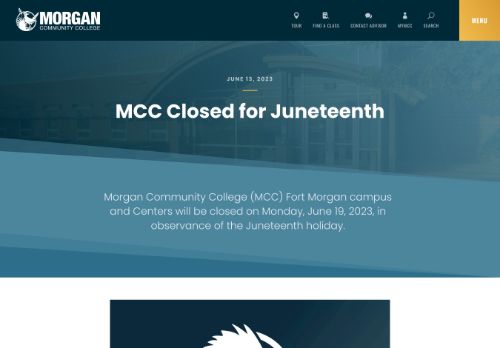 MORGAN
COMMUNITY COLLEGE
TOUR
FIND A CLASS
CONTACT ADVISOR
MYMCC
SEARCH
MENU
JUNE 13, 2023
MCC Closed for Juneteenth
Morgan Community College (MCC) Fort Morgan campus
and Centers will be closed on Monday, June 19, 2023, in
observance of the Juneteenth holiday.